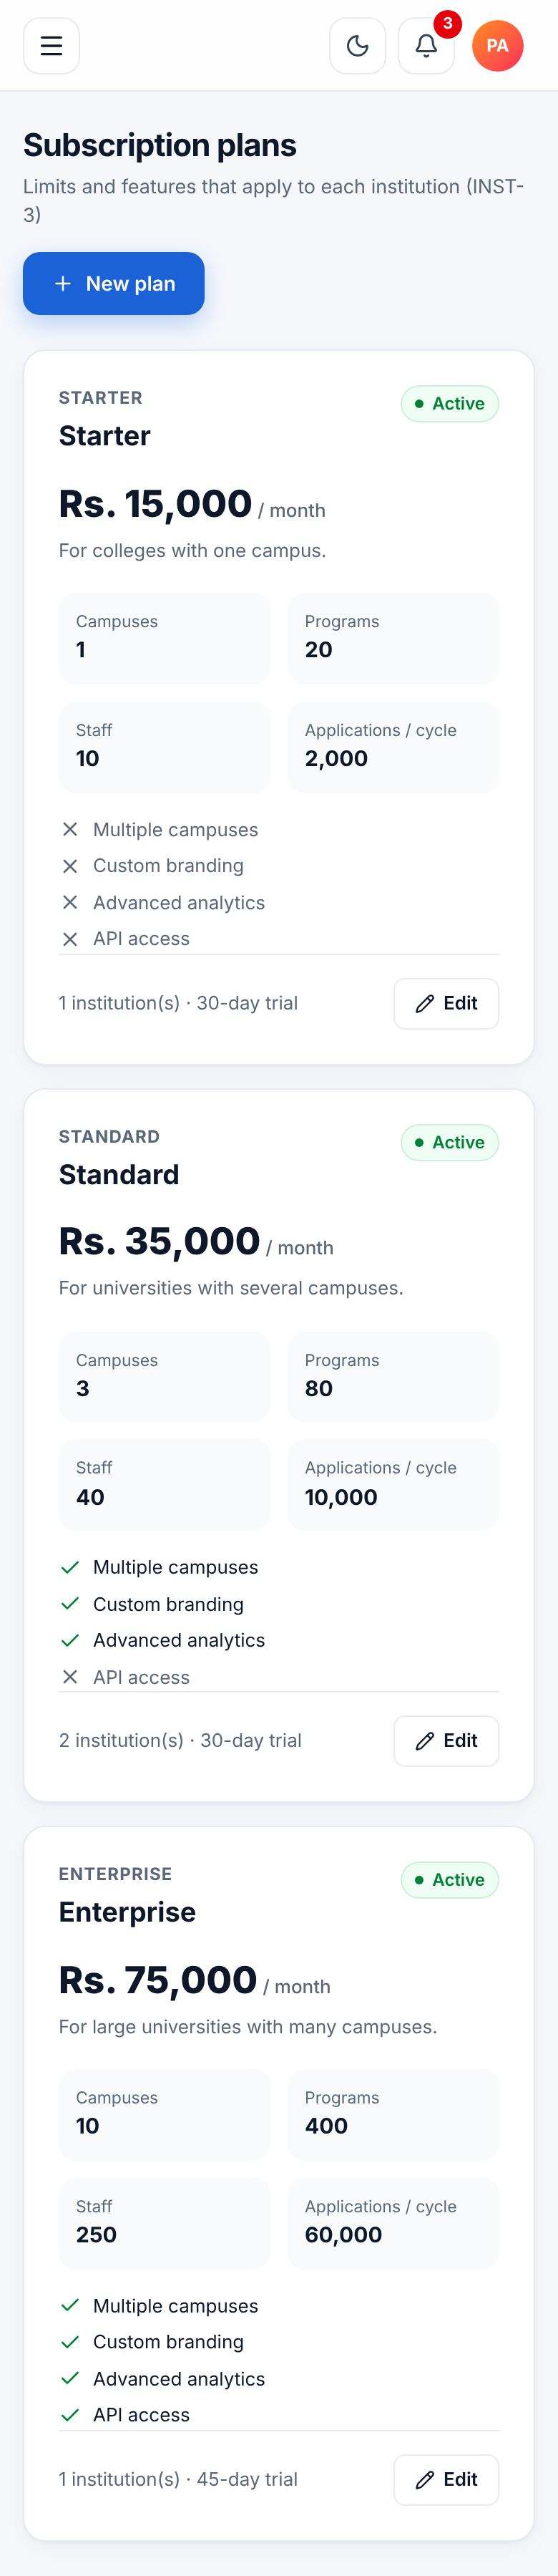 3
PA
Subscription plans
Limits and features that apply to each institution (INST-
3)
+ New plan
STARTER
Active
Starter
Rs. 15,000 / month
For colleges with one campus.
Campuses
1
Programs
20
Staff
10
Applications / cycle
2,000
Multiple campuses
Custom branding
Advanced analytics
API access
1 institution(s) · 30-day trial
Edit
STANDARD
Active
Standard
Rs. 35,000 / month
For universities with several campuses.
Campuses
3
Programs
80
Staff
40
Applications / cycle
10,000
Multiple campuses
Custom branding
Advanced analytics
API access
2 institution(s) · 30-day trial
Edit
ENTERPRISE
Active
Enterprise
Rs. 75,000 / month
For large universities with many campuses.
Campuses
10
Programs
400
Staff
250
Applications / cycle
60,000
Multiple campuses
Custom branding
Advanced analytics
API access
1 institution(s) · 45-day trial
Edit